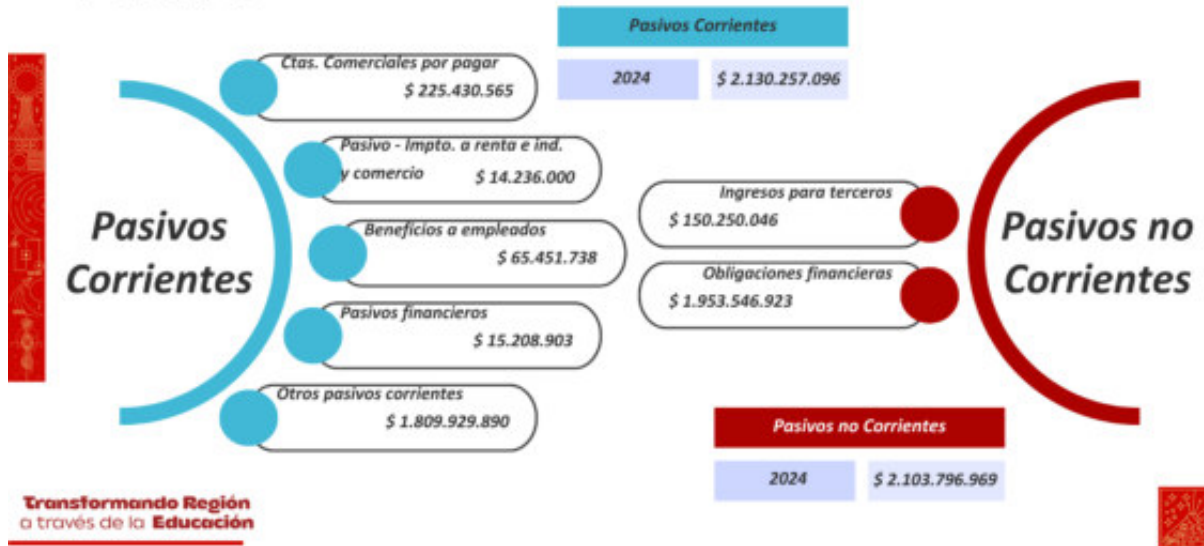 Pasivos Corrientes
2024
$ 2.130.257.096
Pasivos
Corrientes
Ctas. Comerciales por pagar
$ 225.430.565
Pasivo - Impto. a renta e ind.
y comercio $ 14.236.000
Beneficios a empleados
$ 65.451.738
Pasivos financieros
$ 15.208.903
Otros pasivos corrientes
$ 1.809.929.890
Ingresos para terceros
$ 150.250.046
Obligaciones financieras
$ 1.953.546.923
Pasivos no
Corrientes
Pasivos no Corrientes
2024
$ 2.103.796.969
Transformando Región
a través de la Educación